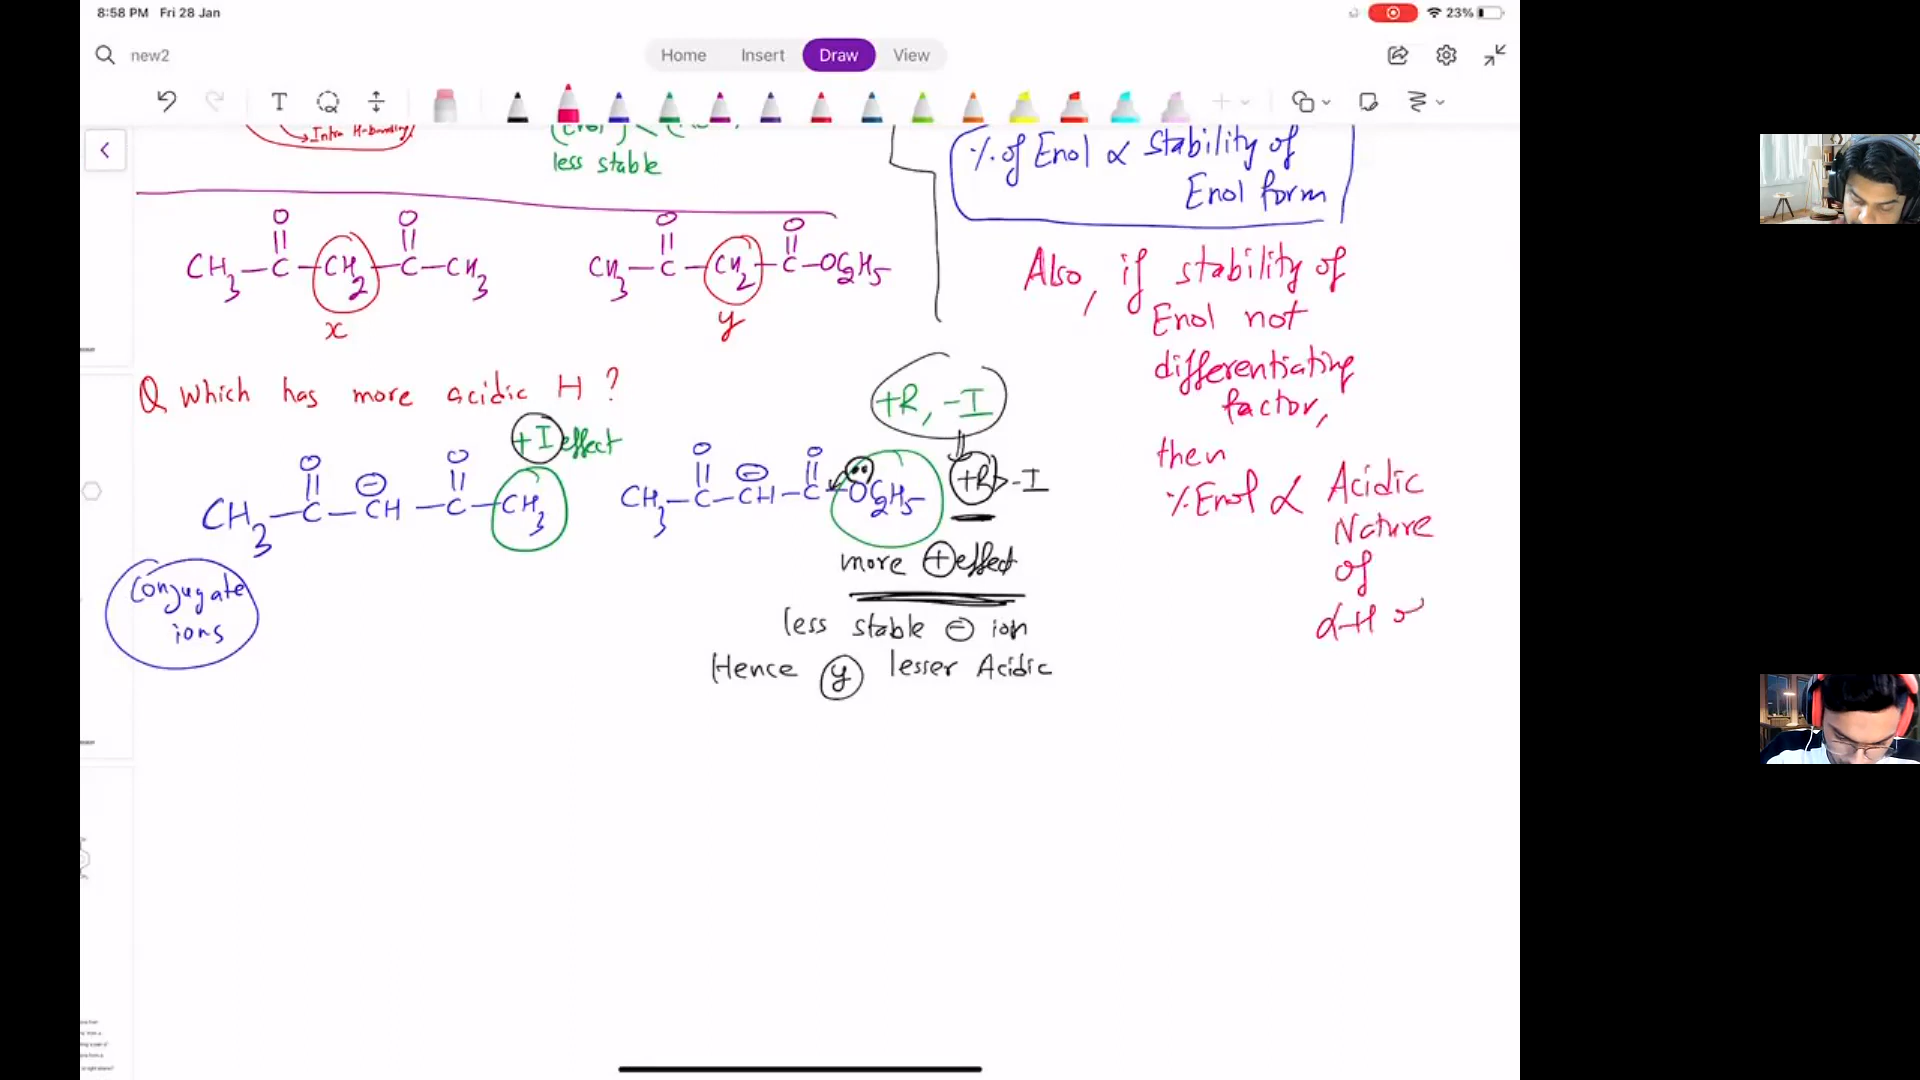 8:58 PM Fri 28 Jan
23%
new2
Home Insert Draw View
T
Intra H-bonding
less stable
% of Enol ∝ Stability of
Enol form
O O
CH3—C—CH2—C—CH3
x
O O
CH3—C—CH2—C—OC2H5
y
Also, if stability of
Enol not
differentiating
factor,
then
% Enol ∝ Acidic
Nature
of
α-H
Q Which has more acidic H ?
+I effect
O ⊖ O
CH3—C—CH—C—CH3
+R, -I
O ⊖ O
CH3—C—CH—C—OC2H5
+R > -I
more ⊕ effect
Conjugate
ions
less stable ⊖ ion
Hence y lesser Acidic